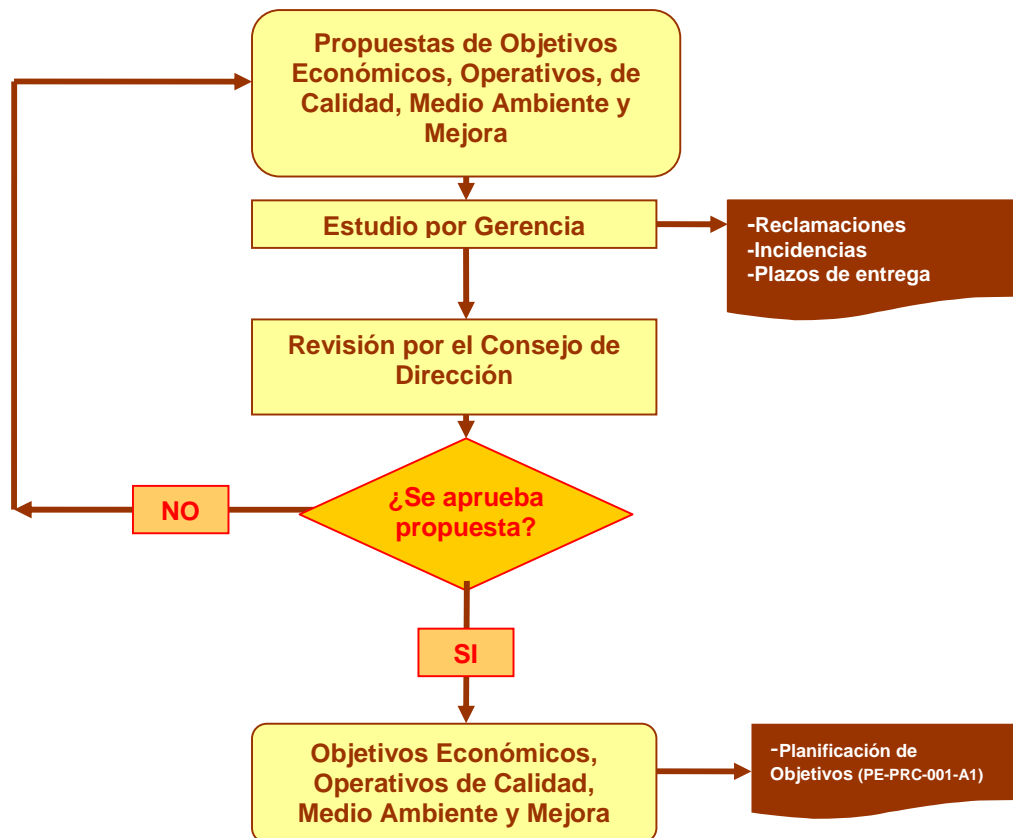 Propuestas de Objetivos
Económicos, Operativos, de
Calidad, Medio Ambiente y
Mejora
Estudio por Gerencia
-Reclamaciones
-Incidencias
-Plazos de entrega
Revisión por el Consejo de
Dirección
¿Se aprueba
propuesta?
NO
SI
Objetivos Económicos,
Operativos de Calidad,
Medio Ambiente y Mejora
-Planificación de
Objetivos (PE-PRC-001-A1)